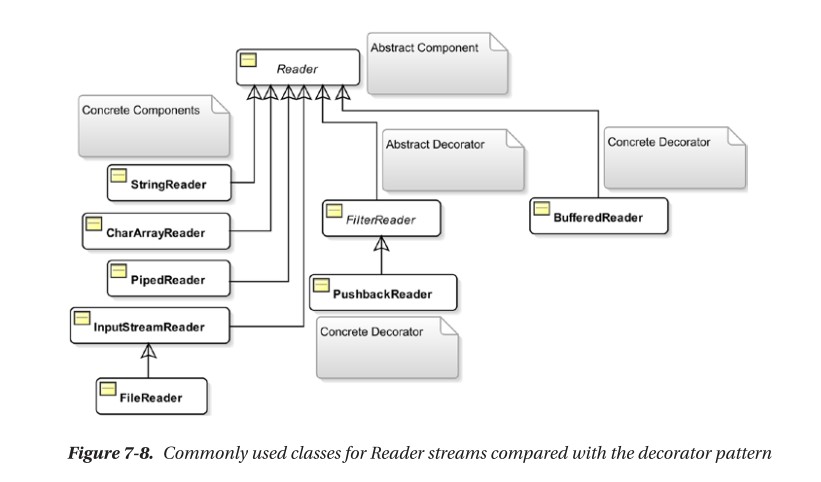 Reader
Abstract Component
Concrete Components
Abstract Decorator
Concrete Decorator
StringReader
FilterReader
BufferedReader
CharArrayReader
PipedReader
PushbackReader
InputStreamReader
Concrete Decorator
FileReader
Figure 7-8. Commonly used classes for Reader streams compared with the decorator pattern